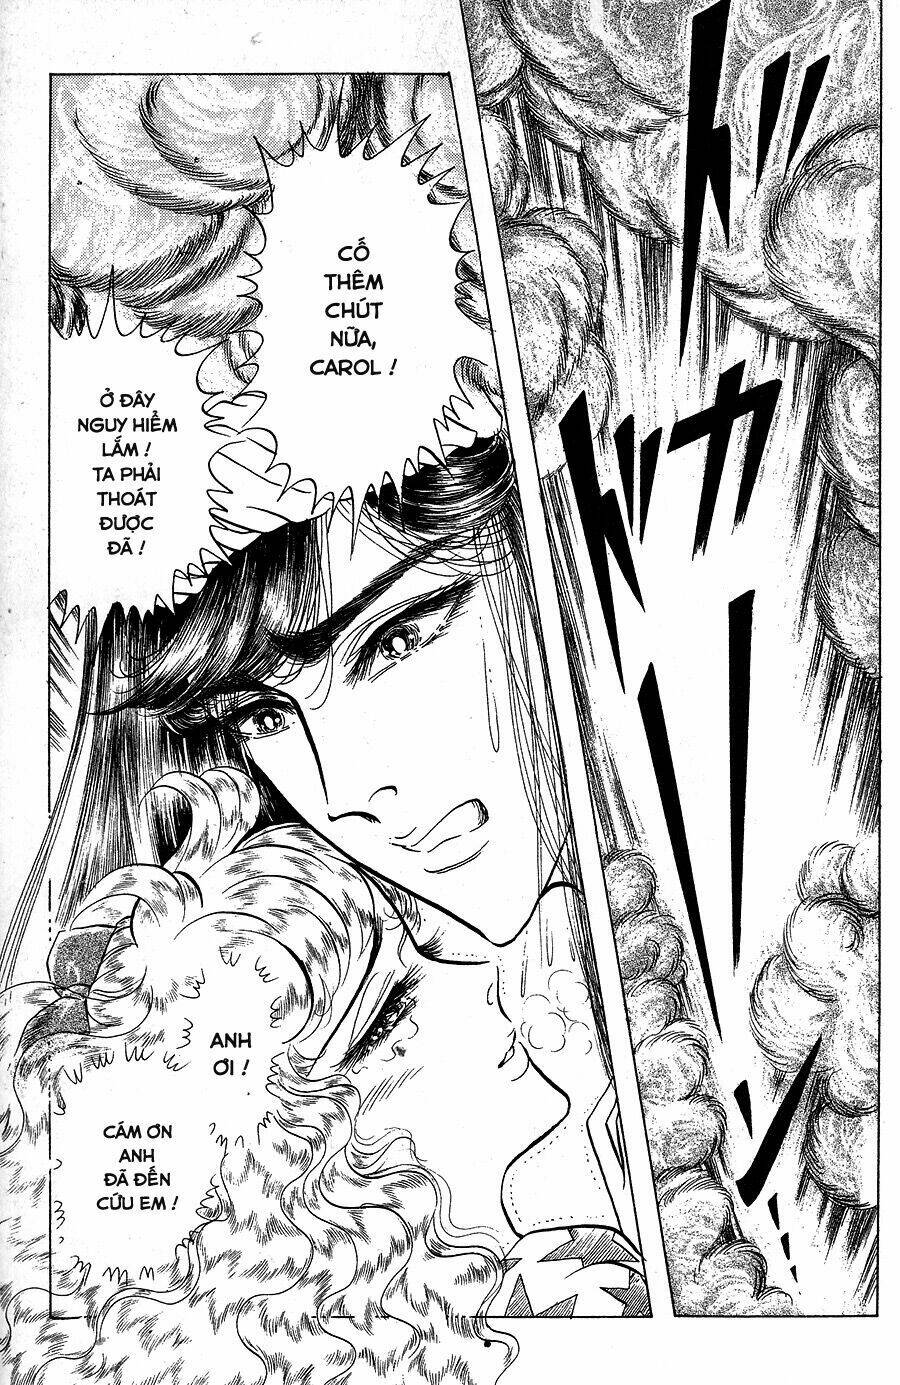 ドド
ドカーン
CỐ
THÊM
CHÚT
NỮA,
CAROL !
Ở ĐÂY
NGUY HIỂM
LẮM !
TA PHẢI
THOÁT
ĐƯỢC
ĐÃ !
ANH
ƠI !
CÁM ƠN
ANH
ĐÃ ĐẾN
CỨU EM !